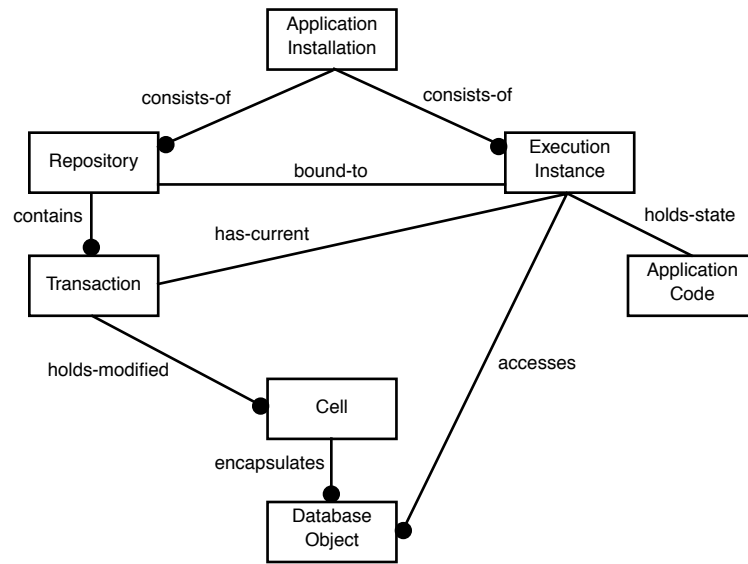 Application
Installation
consists-of
consists-of
Repository
Execution
Instance
bound-to
contains
has-current
holds-state
Transaction
Application
Code
holds-modified
accesses
Cell
encapsulates
Database
Object